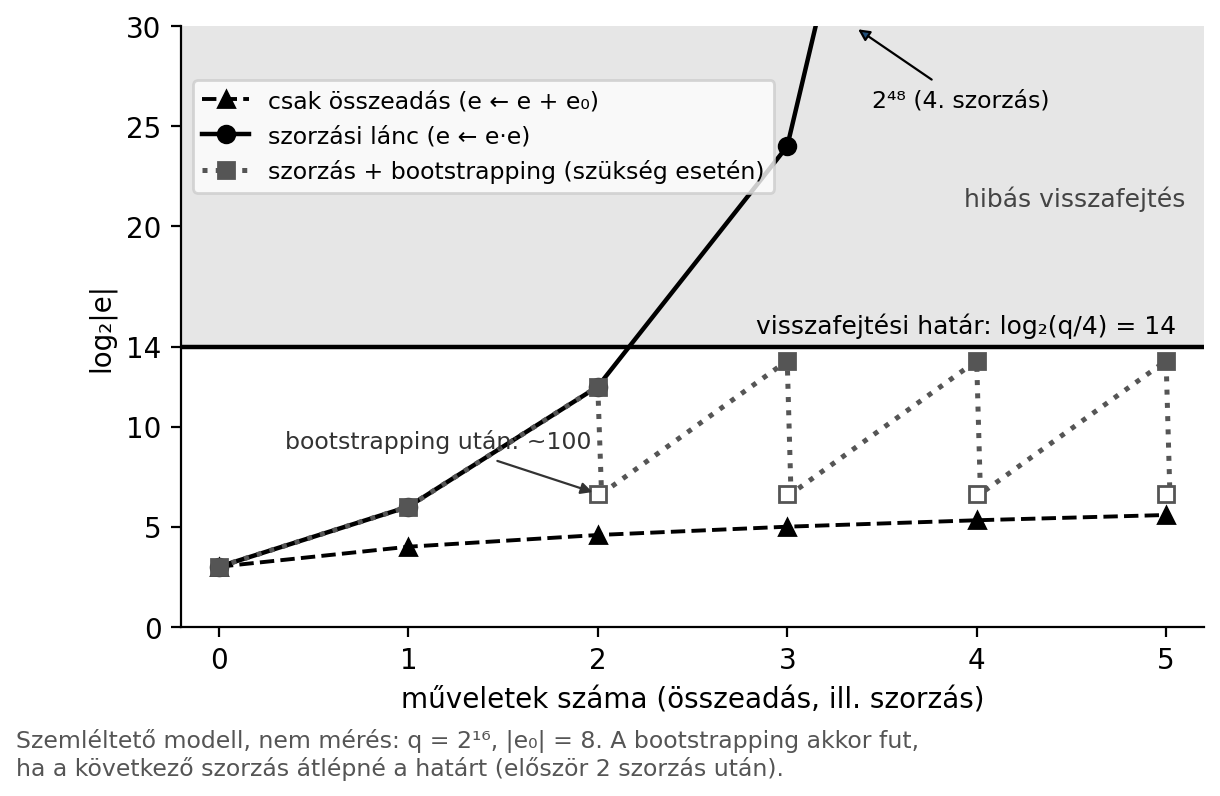 30
csak összeadás (e ← e + e₀)
2⁴⁸ (4. szorzás)
25
szorzási lánc (e ← e·e)
szorzás + bootstrapping (szükség esetén)
hibás visszafejtés
20
log₂|e|
visszafejtési határ: log₂(q/4) = 14
14
10
bootstrapping után: ~100
5
0
0 1 2 3 4 5
műveletek száma (összeadás, ill. szorzás)
Szemléltető modell, nem mérés: q = 2¹⁶, |e₀| = 8. A bootstrapping akkor fut,
ha a következő szorzás átlépné a határt (először 2 szorzás után).